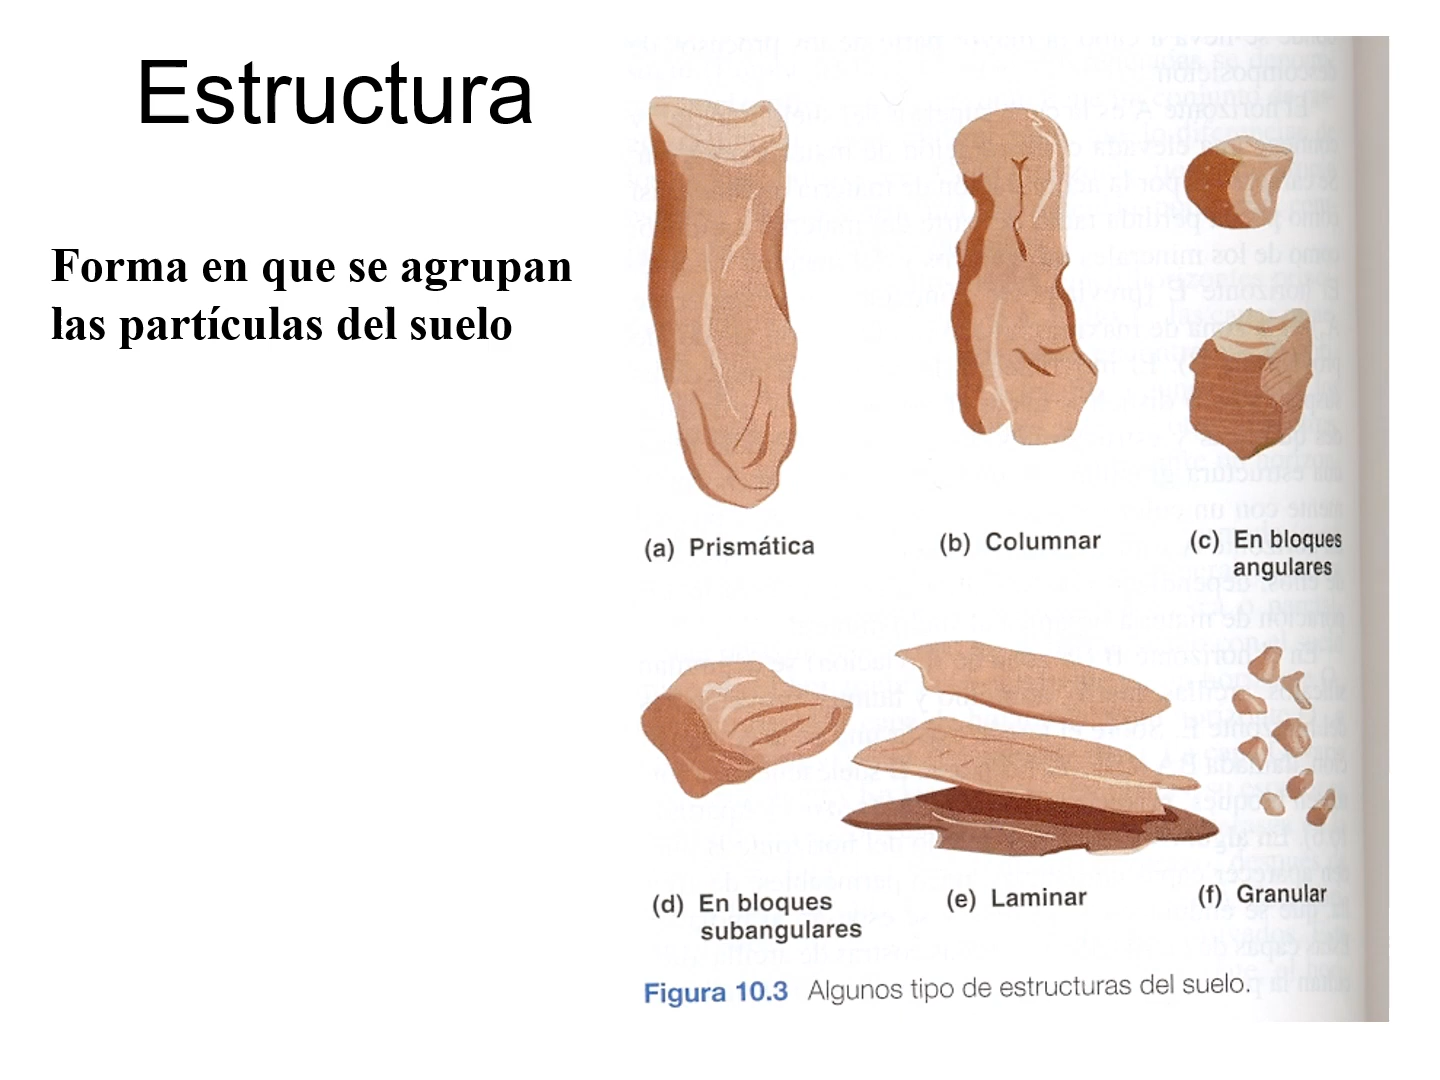 Estructura
Forma en que se agrupan
las partículas del suelo
(a) Prismática
(b) Columnar
(c) En bloques
angulares
(d) En bloques
subangulares
(e) Laminar
(f) Granular
Figura 10.3 Algunos tipo de estructuras del suelo.